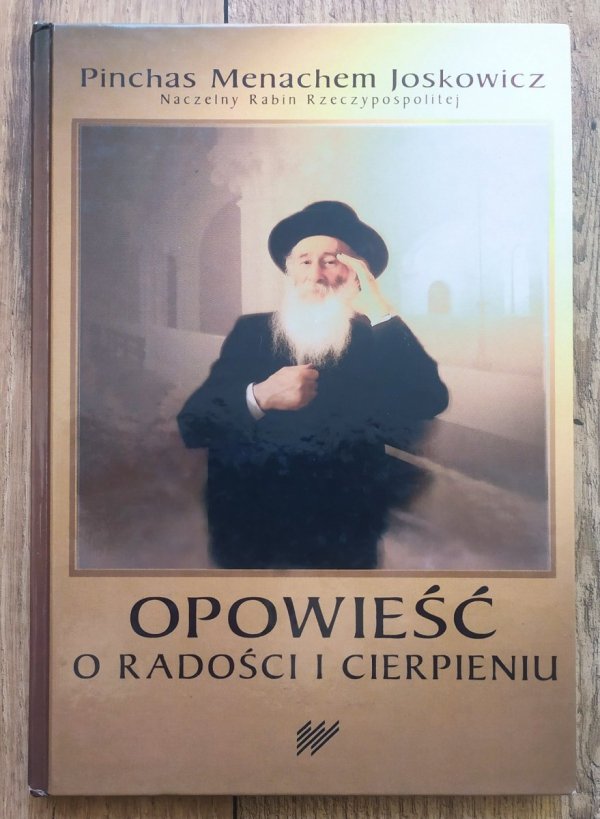 Pinchas Menachem Joskowicz
Naczelny Rabin Rzeczypospolitej
OPOWIEŚĆ
O RADOŚCI I CIERPIENIU